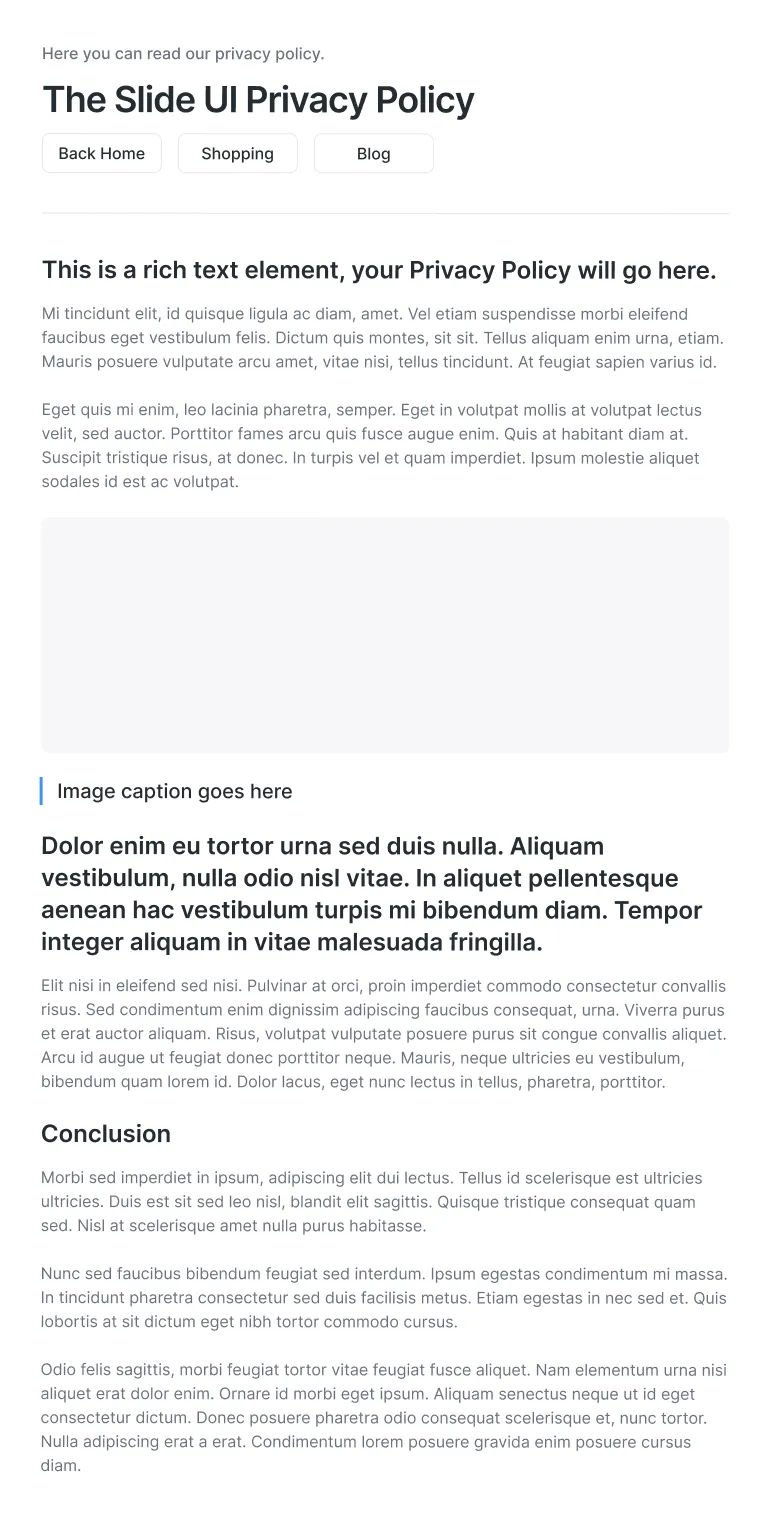 Here you can read our privacy policy.
The Slide UI Privacy Policy
Back Home
Shopping
Blog
This is a rich text element, your Privacy Policy will go here.
Mi tincidunt elit, id quisque ligula ac diam, amet. Vel etiam suspendisse morbi eleifend
faucibus eget vestibulum felis. Dictum quis montes, sit sit. Tellus aliquam enim urna, etiam.
Mauris posuere vulputate arcu amet, vitae nisi, tellus tincidunt. At feugiat sapien varius id.
Eget quis mi enim, leo lacinia pharetra, semper. Eget in volutpat mollis at volutpat lectus
velit, sed auctor. Porttitor fames arcu quis fusce augue enim. Quis at habitant diam at.
Suscipit tristique risus, at donec. In turpis vel et quam imperdiet. Ipsum molestie aliquet
sodales id est ac volutpat.
Image caption goes here
Dolor enim eu tortor urna sed duis nulla. Aliquam
vestibulum, nulla odio nisl vitae. In aliquet pellentesque
aenean hac vestibulum turpis mi bibendum diam. Tempor
integer aliquam in vitae malesuada fringilla.
Elit nisi in eleifend sed nisi. Pulvinar at orci, proin imperdiet commodo consectetur convallis
risus. Sed condimentum enim dignissim adipiscing faucibus consequat, urna. Viverra purus
et erat auctor aliquam. Risus, volutpat vulputate posuere purus sit congue convallis aliquet.
Arcu id augue ut feugiat donec porttitor neque. Mauris, neque ultricies eu vestibulum,
bibendum quam lorem id. Dolor lacus, eget nunc lectus in tellus, pharetra, porttitor.
Conclusion
Morbi sed imperdiet in ipsum, adipiscing elit dui lectus. Tellus id scelerisque est ultricies
ultricies. Duis est sit sed leo nisl, blandit elit sagittis. Quisque tristique consequat quam
sed. Nisl at scelerisque amet nulla purus habitasse.
Nunc sed faucibus bibendum feugiat sed interdum. Ipsum egestas condimentum mi massa.
In tincidunt pharetra consectetur sed duis facilisis metus. Etiam egestas in nec sed et. Quis
lobortis at sit dictum eget nibh tortor commodo cursus.
Odio felis sagittis, morbi feugiat tortor vitae feugiat fusce aliquet. Nam elementum urna nisi
aliquet erat dolor enim. Ornare id morbi eget ipsum. Aliquam senectus neque ut id eget
consectetur dictum. Donec posuere pharetra odio consequat scelerisque et, nunc tortor.
Nulla adipiscing erat a erat. Condimentum lorem posuere gravida enim posuere cursus
diam.